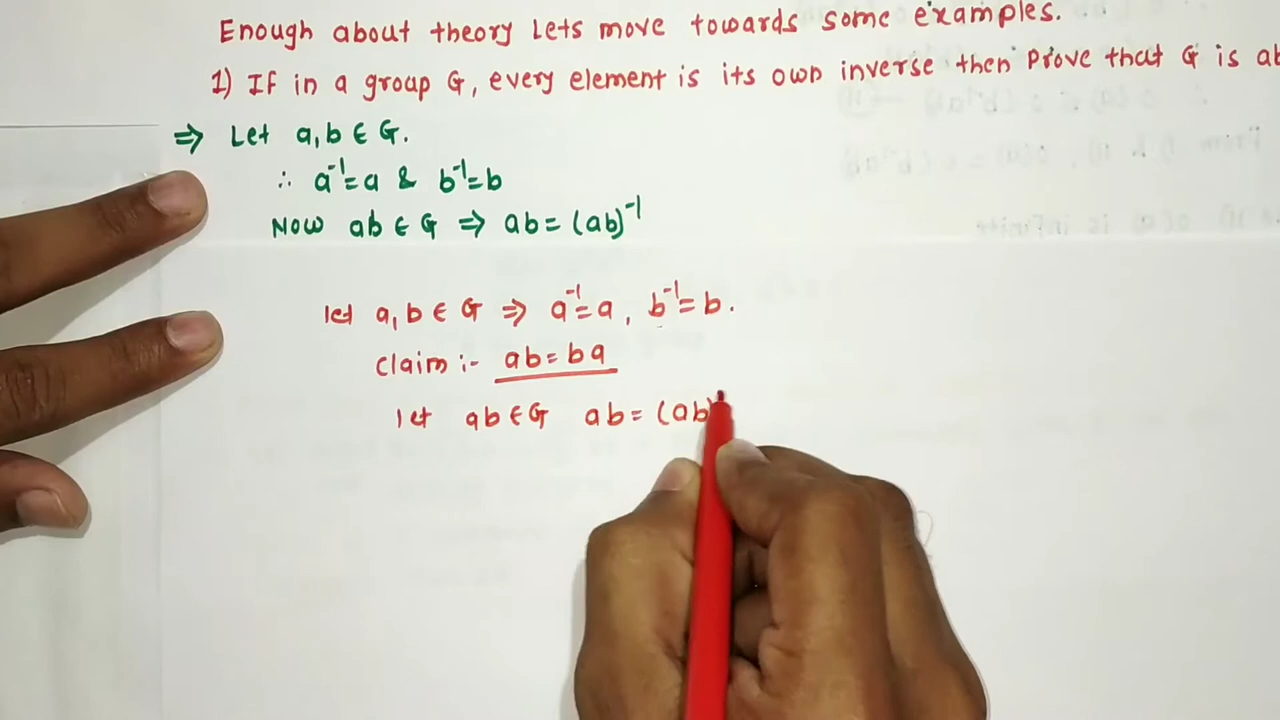 Enough about theory Lets move towards some examples.
1) If in a group G, every element is its own inverse then prove that G is ab
⇒ Let a,b ∈ G.
∴ a⁻¹=a & b⁻¹=b
Now ab ∈ G ⇒ ab = (ab)⁻¹
let a,b ∈ G ⇒ a⁻¹=a, b⁻¹=b.
Claim :- ab=ba
let ab ∈ G ab = (ab)